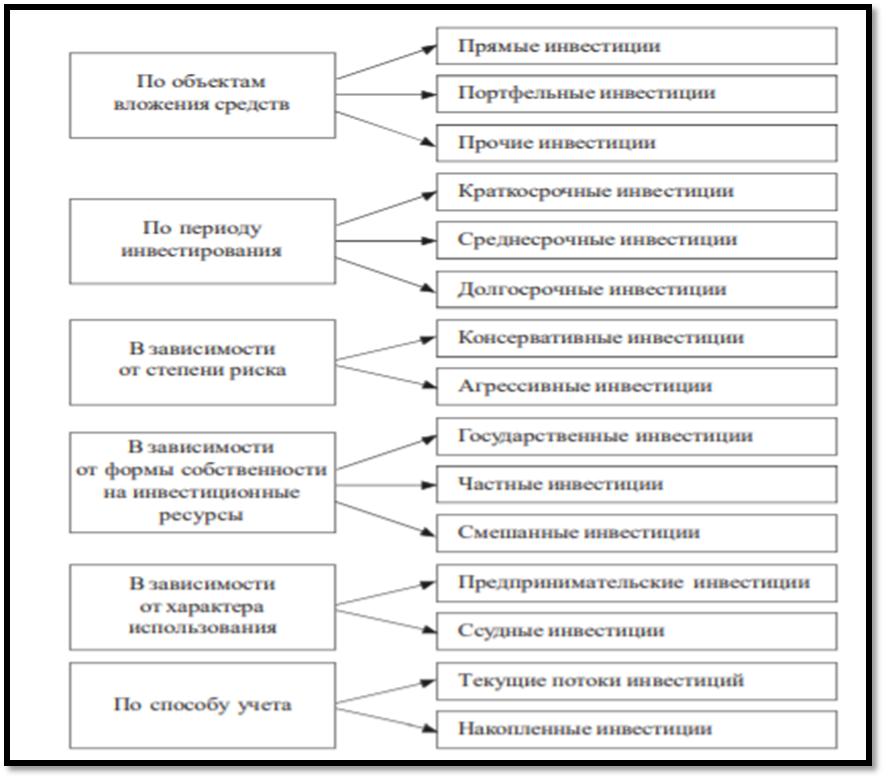 По объектам
вложения средств
Прямые инвестиции
Портфельные инвестиции
Прочие инвестиции
По периоду
инвестирования
Краткосрочные инвестиции
Среднесрочные инвестиции
Долгосрочные инвестиции
В зависимости
от степени риска
Консервативные инвестиции
Агрессивные инвестиции
В зависимости
от формы собственности
на инвестиционные
ресурсы
Государственные инвестиции
Частные инвестиции
Смешанные инвестиции
В зависимости
от характера
использования
Предпринимательские инвестиции
Ссудные инвестиции
По способу учета
Текущие потоки инвестиций
Накопленные инвестиции